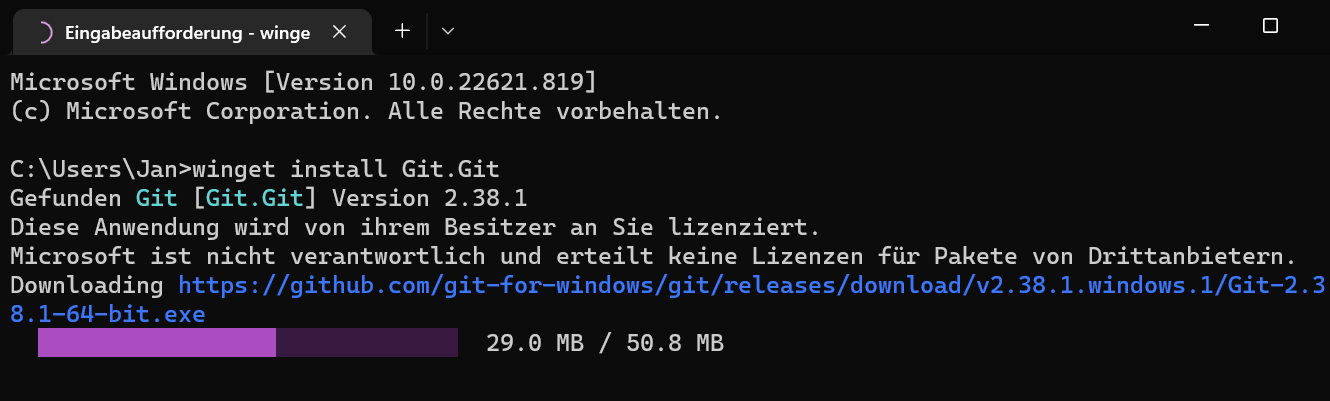 Eingabeaufforderung - winge
Microsoft Windows [Version 10.0.22621.819]
(c) Microsoft Corporation. Alle Rechte vorbehalten.
C:\Users\Jan>winget install Git.Git
Gefunden Git [Git.Git] Version 2.38.1
Diese Anwendung wird von ihrem Besitzer an Sie lizenziert.
Microsoft ist nicht verantwortlich und erteilt keine Lizenzen für Pakete von Drittanbietern.
Downloading https://github.com/git-for-windows/git/releases/download/v2.38.1.windows.1/Git-2.3
8.1-64-bit.exe
29.0 MB / 50.8 MB